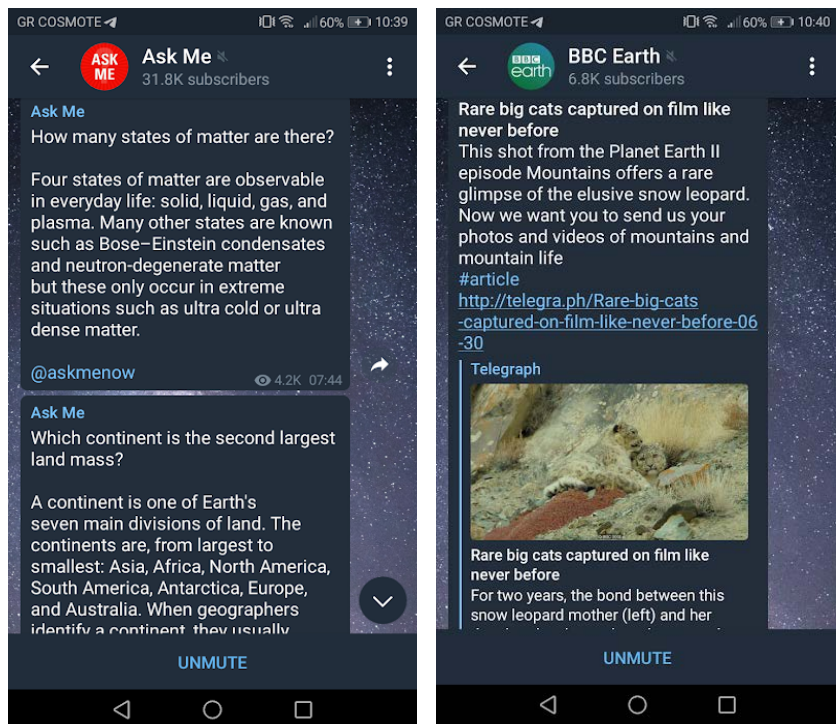 GR COSMOTE
60% 10:39
ASK
ME
Ask Me
31.8K subscribers
Ask Me
How many states of matter are there?
Four states of matter are observable
in everyday life: solid, liquid, gas, and
plasma. Many other states are known
such as Bose–Einstein condensates
and neutron-degenerate matter
but these only occur in extreme
situations such as ultra cold or ultra
dense matter.
@askmenow
4.2K 07:44
Ask Me
Which continent is the second largest
land mass?
A continent is one of Earth's
seven main divisions of land. The
continents are, from largest to
smallest: Asia, Africa, North America,
South America, Antarctica, Europe,
and Australia. When geographers
identify a continent, they usually
UNMUTE
GR COSMOTE
60% 10:40
BBC
earth
BBC Earth
6.8K subscribers
Rare big cats captured on film like
never before
This shot from the Planet Earth II
episode Mountains offers a rare
glimpse of the elusive snow leopard.
Now we want you to send us your
photos and videos of mountains and
mountain life
#article
http://telegra.ph/Rare-big-cats
-captured-on-film-like-never-before-06
-30
Telegraph
Rare big cats captured on film like
never before
For two years, the bond between this
snow leopard mother (left) and her
UNMUTE